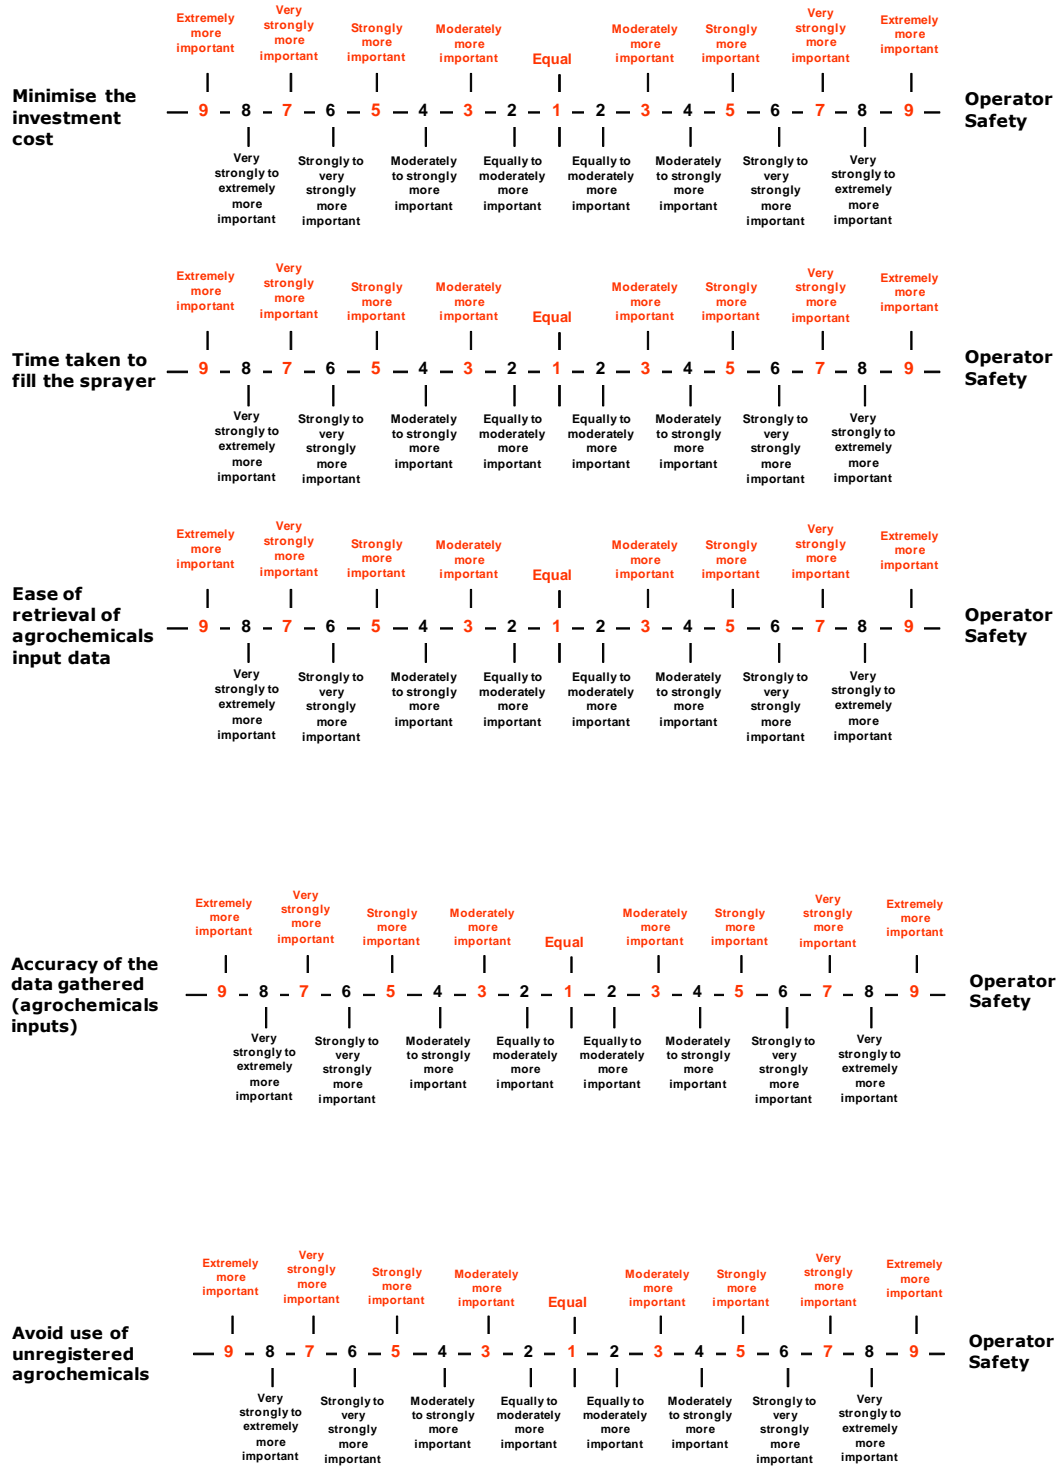 Extremely more important Very strongly more important Strongly more important Moderately more important Equal Moderately more important Strongly more important Very strongly more important Extremely more important
Minimise the investment cost
9 8 7 6 5 4 3 2 1 2 3 4 5 6 7 8 9
Operator Safety
Very strongly to extremely more important Strongly to very strongly more important Moderately to strongly more important Equally to moderately more important Equally to moderately more important Moderately to strongly more important Strongly to very strongly more important Very strongly to extremely more important
Extremely more important Very strongly more important Strongly more important Moderately more important Equal Moderately more important Strongly more important Very strongly more important Extremely more important
Time taken to fill the sprayer
9 8 7 6 5 4 3 2 1 2 3 4 5 6 7 8 9
Operator Safety
Very strongly to extremely more important Strongly to very strongly more important Moderately to strongly more important Equally to moderately more important Equally to moderately more important Moderately to strongly more important Strongly to very strongly more important Very strongly to extremely more important
Extremely more important Very strongly more important Strongly more important Moderately more important Equal Moderately more important Strongly more important Very strongly more important Extremely more important
Ease of retrieval of agrochemicals input data
9 8 7 6 5 4 3 2 1 2 3 4 5 6 7 8 9
Operator Safety
Very strongly to extremely more important Strongly to very strongly more important Moderately to strongly more important Equally to moderately more important Equally to moderately more important Moderately to strongly more important Strongly to very strongly more important Very strongly to extremely more important
Extremely more important Very strongly more important Strongly more important Moderately more important Equal Moderately more important Strongly more important Very strongly more important Extremely more important
Accuracy of the data gathered (agrochemicals inputs)
9 8 7 6 5 4 3 2 1 2 3 4 5 6 7 8 9
Operator Safety
Very strongly to extremely more important Strongly to very strongly more important Moderately to strongly more important Equally to moderately more important Equally to moderately more important Moderately to strongly more important Strongly to very strongly more important Very strongly to extremely more important
Extremely more important Very strongly more important Strongly more important Moderately more important Equal Moderately more important Strongly more important Very strongly more important Extremely more important
Avoid use of unregistered agrochemicals
9 8 7 6 5 4 3 2 1 2 3 4 5 6 7 8 9
Operator Safety
Very strongly to extremely more important Strongly to very strongly more important Moderately to strongly more important Equally to moderately more important Equally to moderately more important Moderately to strongly more important Strongly to very strongly more important Very strongly to extremely more important